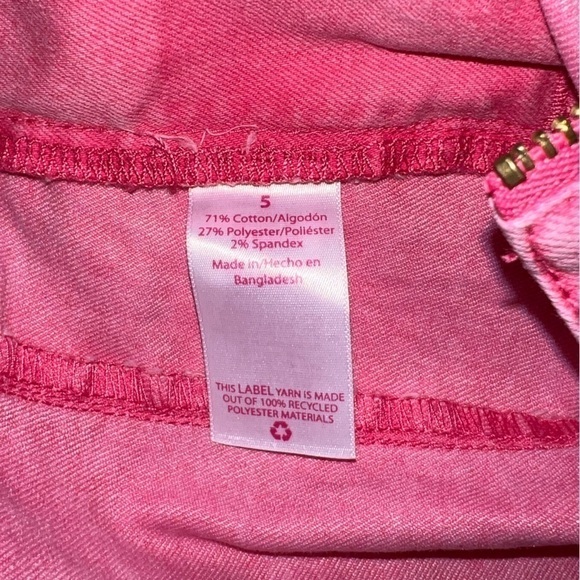 5
71% Cotton/Algodón
27% Polyester/Poliéster
2% Spandex
Made in/Hecho en
Bangladesh
THIS LABEL YARN IS MADE
OUT OF 100% RECYCLED
POLYESTER MATERIALS